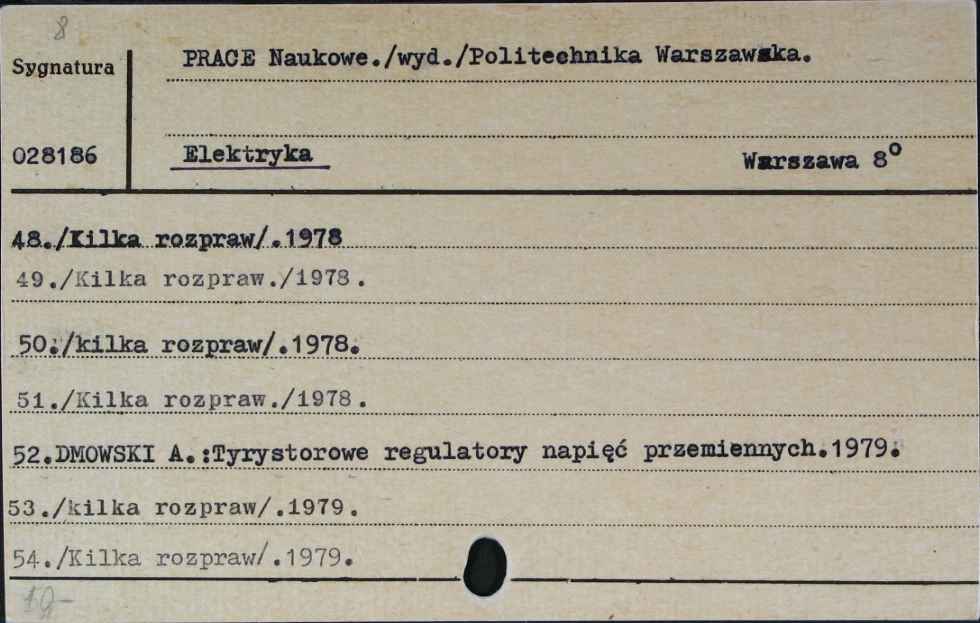 8
Sygnatura
PRACE Naukowe./wyd./Politechnika Warszawska.
028186
Elektryka
Warszawa 8°
48./Kilka rozpraw/.1978
49./Kilka rozpraw./1978.
50./kilka rozpraw/.1978.
51./Kilka rozpraw./1978.
52.DMOWSKI A.:Tyrystorowe regulatory napięć przemiennych.1979.
53./kilka rozpraw/.1979.
54./Kilka rozpraw/.1979.